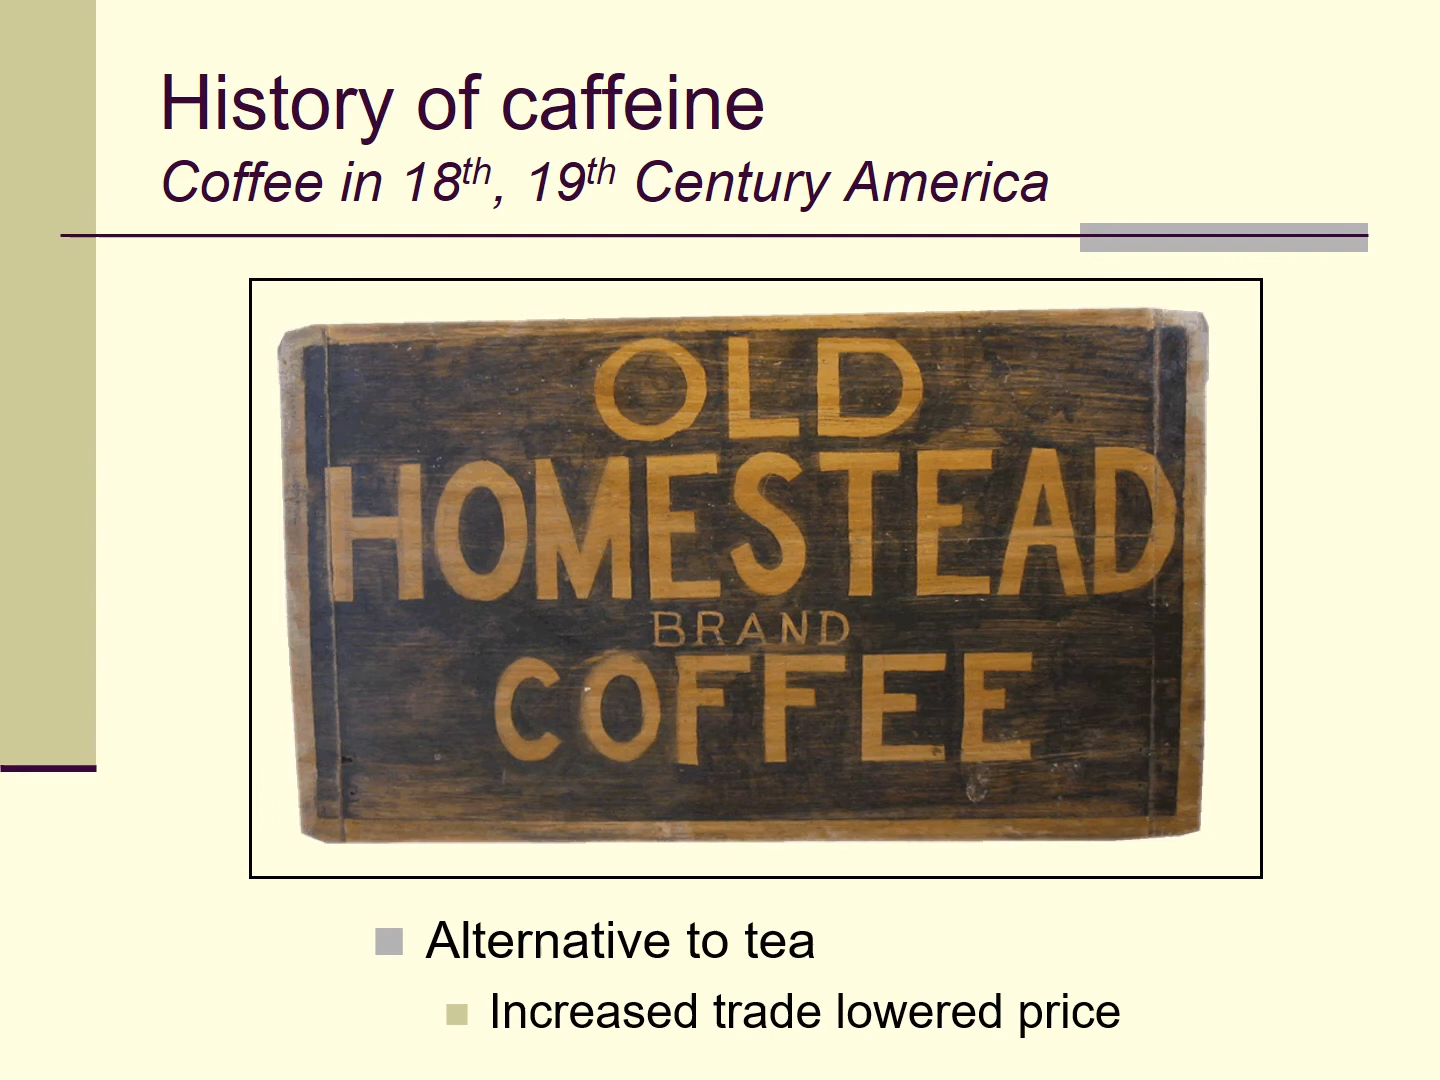 History of caffeine
Coffee in 18th, 19th Century America
OLD
HOMESTEAD
BRAND
COFFEE
Alternative to tea
Increased trade lowered price